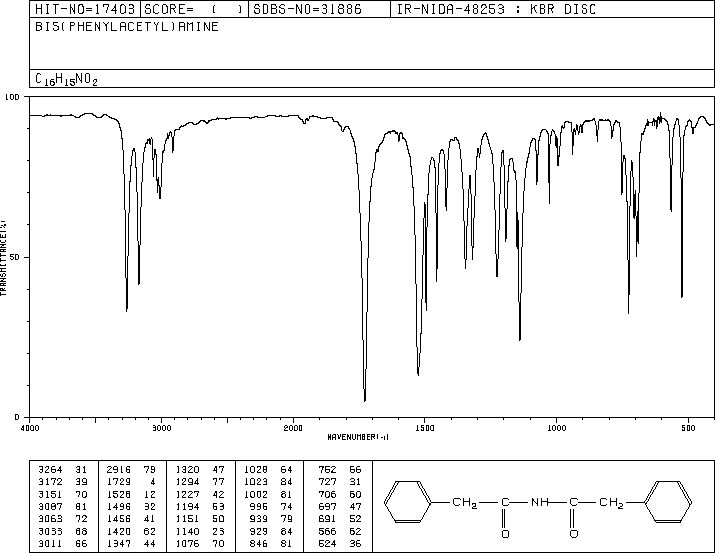 HIT-NO=17403 SCORE= ( ) SDBS-NO=31886 IR-NIDA-48253 : KBR DISC
BIS(PHENYLACETYL)AMINE
C16H15NO2
100
50
0
TRANSMITTANCE(%)
4000 3000 2000 1500 1000 500
WAVENUMBER(-1)
3264 31 2916 79 1320 47 1028 64 752 66
3172 39 1729 4 1294 77 1023 84 727 31
3151 70 1528 12 1227 42 1002 81 706 60
3087 81 1496 32 1194 53 996 74 697 47
3063 72 1456 41 1151 50 939 79 691 52
3033 68 1420 62 1140 23 929 84 566 62
3011 66 1347 44 1076 70 846 81 524 36
CH2 C NH C CH2
O O